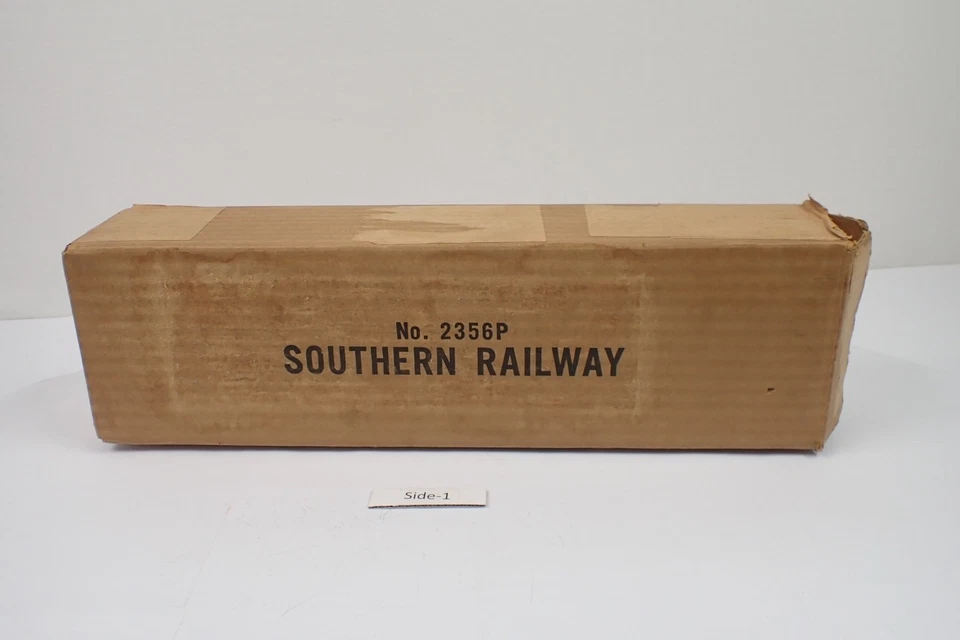 No. 2356P
SOUTHERN RAILWAY
Side-1